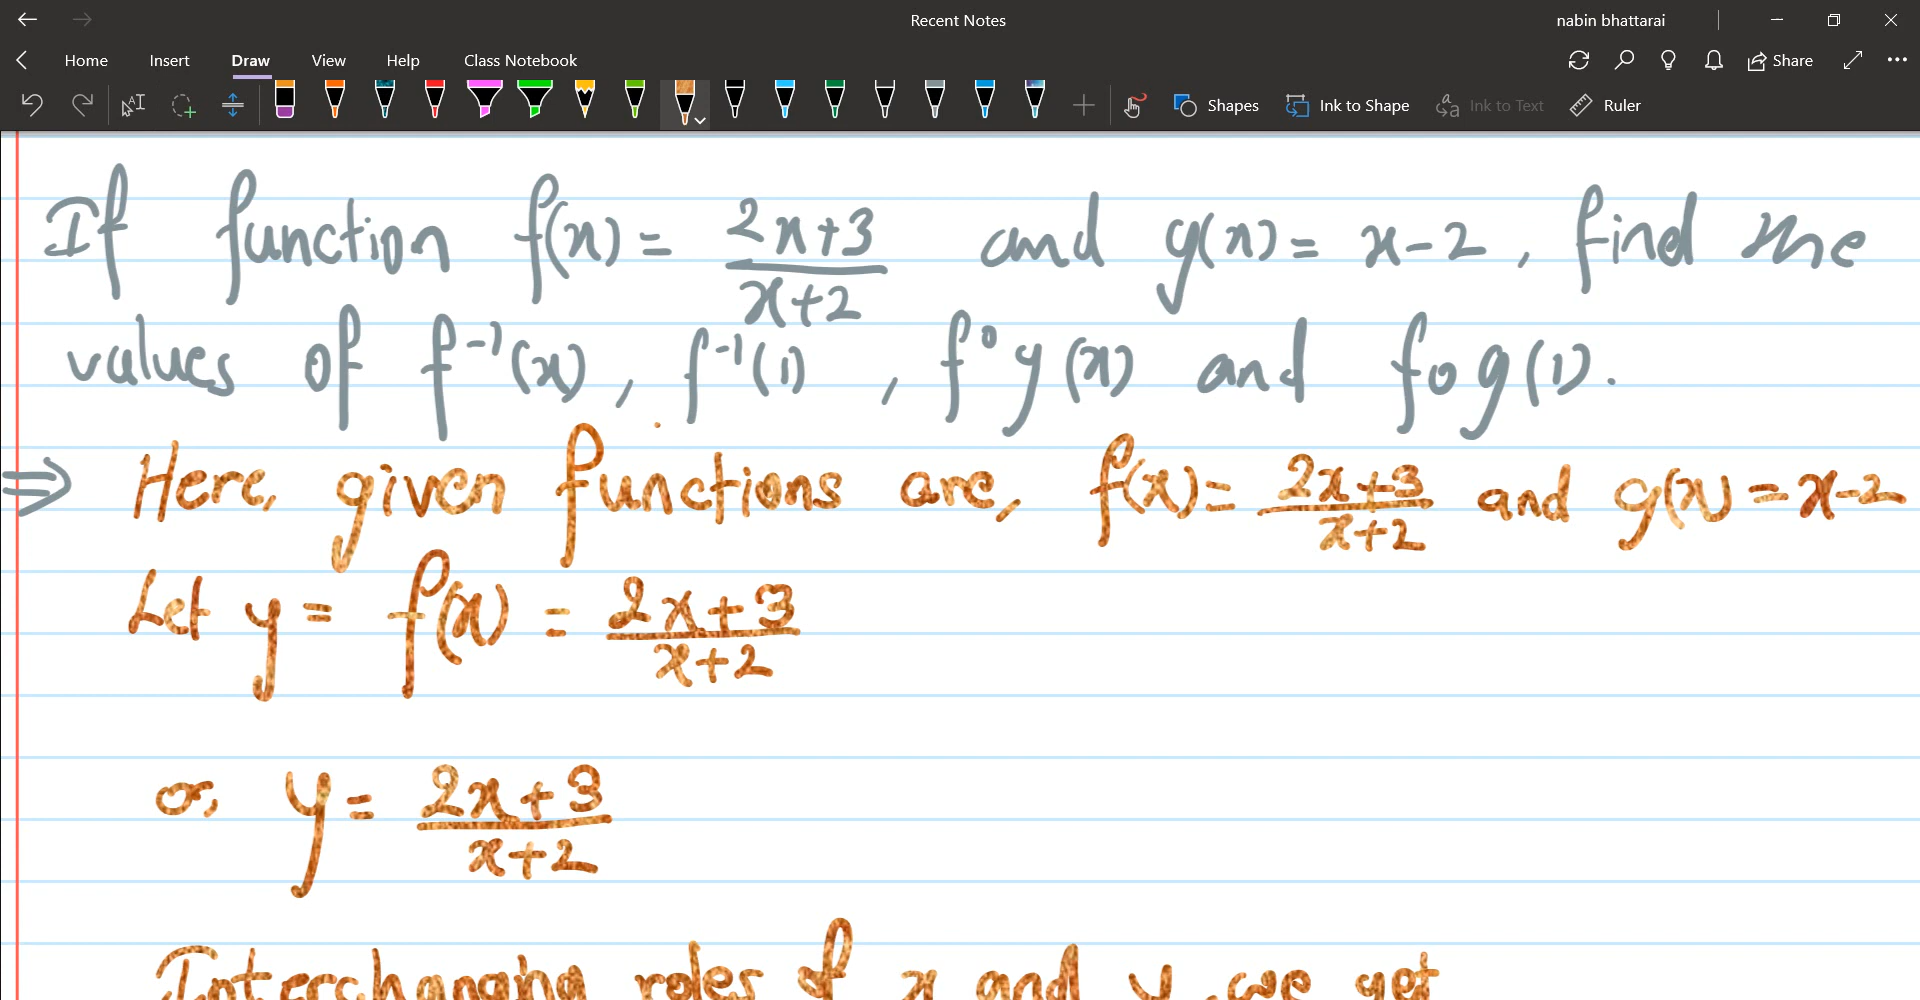 Recent Notes
nabin bhattarai
Home Insert Draw View Help Class Notebook
Share
Shapes Ink to Shape Ink to Text Ruler
If function f(x) = (2x+3)/(x+2) and g(x) = x-2, find the
values of f⁻¹(x), f⁻¹(1), fog(x) and fog(1).
⇒ Here, given functions are, f(x) = (2x+3)/(x+2) and g(x) = x-2
Let y = f(x) = (2x+3)/(x+2)
or, y = (2x+3)/(x+2)
Interchanging roles of x and y, we get